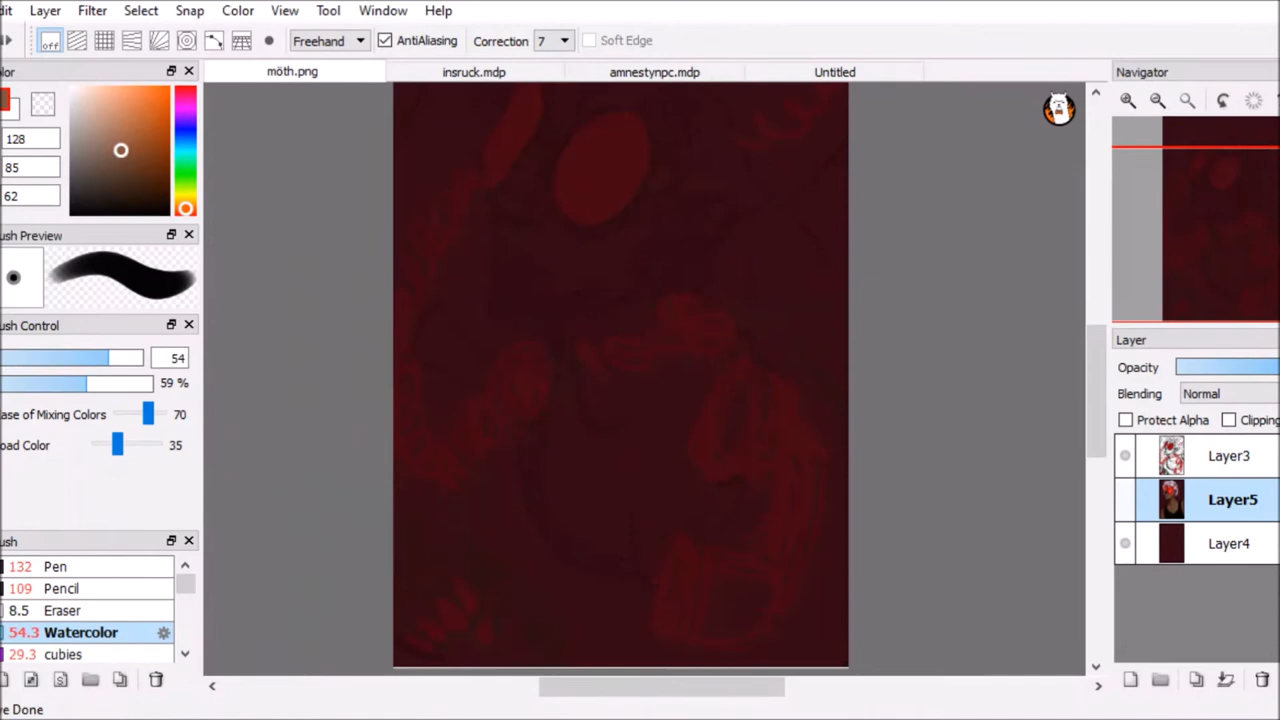 dit Layer Filter Select Snap Color View Tool Window Help
off Freehand AntiAliasing Correction 7 Soft Edge
olor möth.png insruck.mdp amnestynpc.mdp Untitled Navigator
128
85
62
ush Preview
ush Control
54
59 %
ase of Mixing Colors 70
oad Color 35
ush
132 Pen
109 Pencil
8.5 Eraser
54.3 Watercolor
29.3 cubies
ve Done
Layer
Opacity
Blending Normal
Protect Alpha Clipping
Layer3
Layer5
Layer4